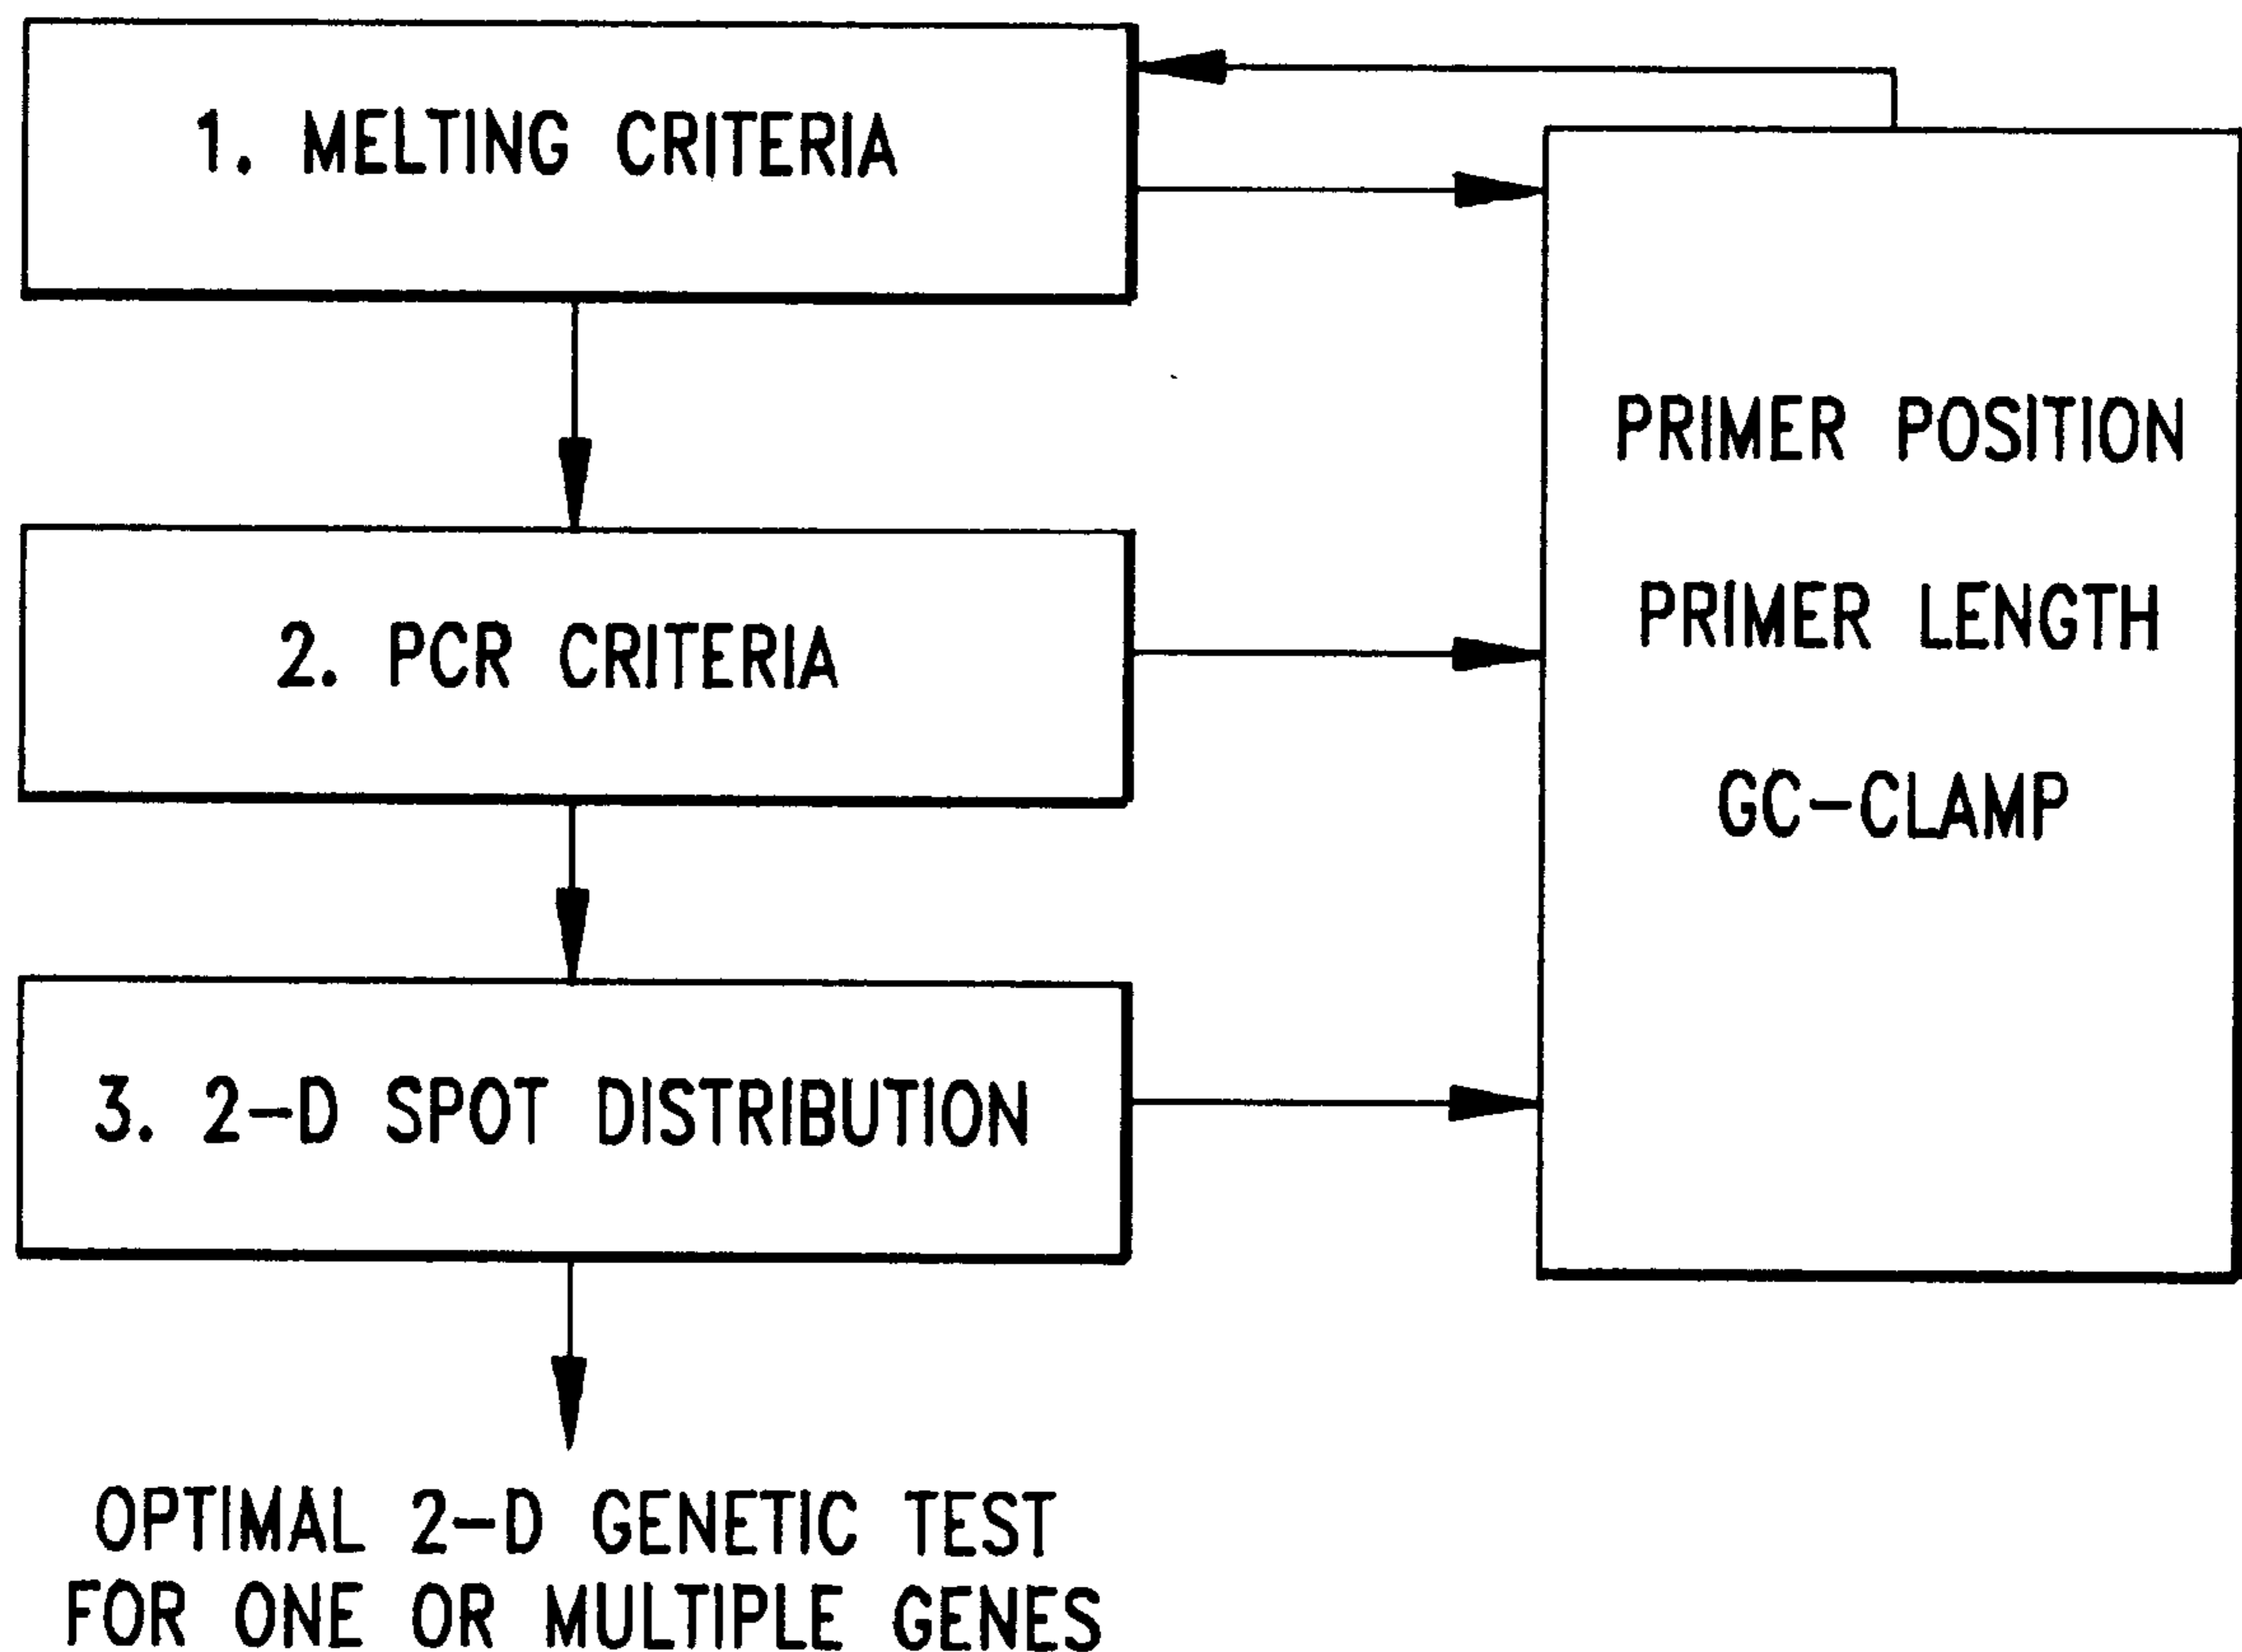 1. MELTING CRITERIA
2. PCR CRITERIA
3. 2-D SPOT DISTRIBUTION
OPTIMAL 2-D GENETIC TEST
FOR ONE OR MULTIPLE GENES
PRIMER POSITION
PRIMER LENGTH
GC-CLAMP